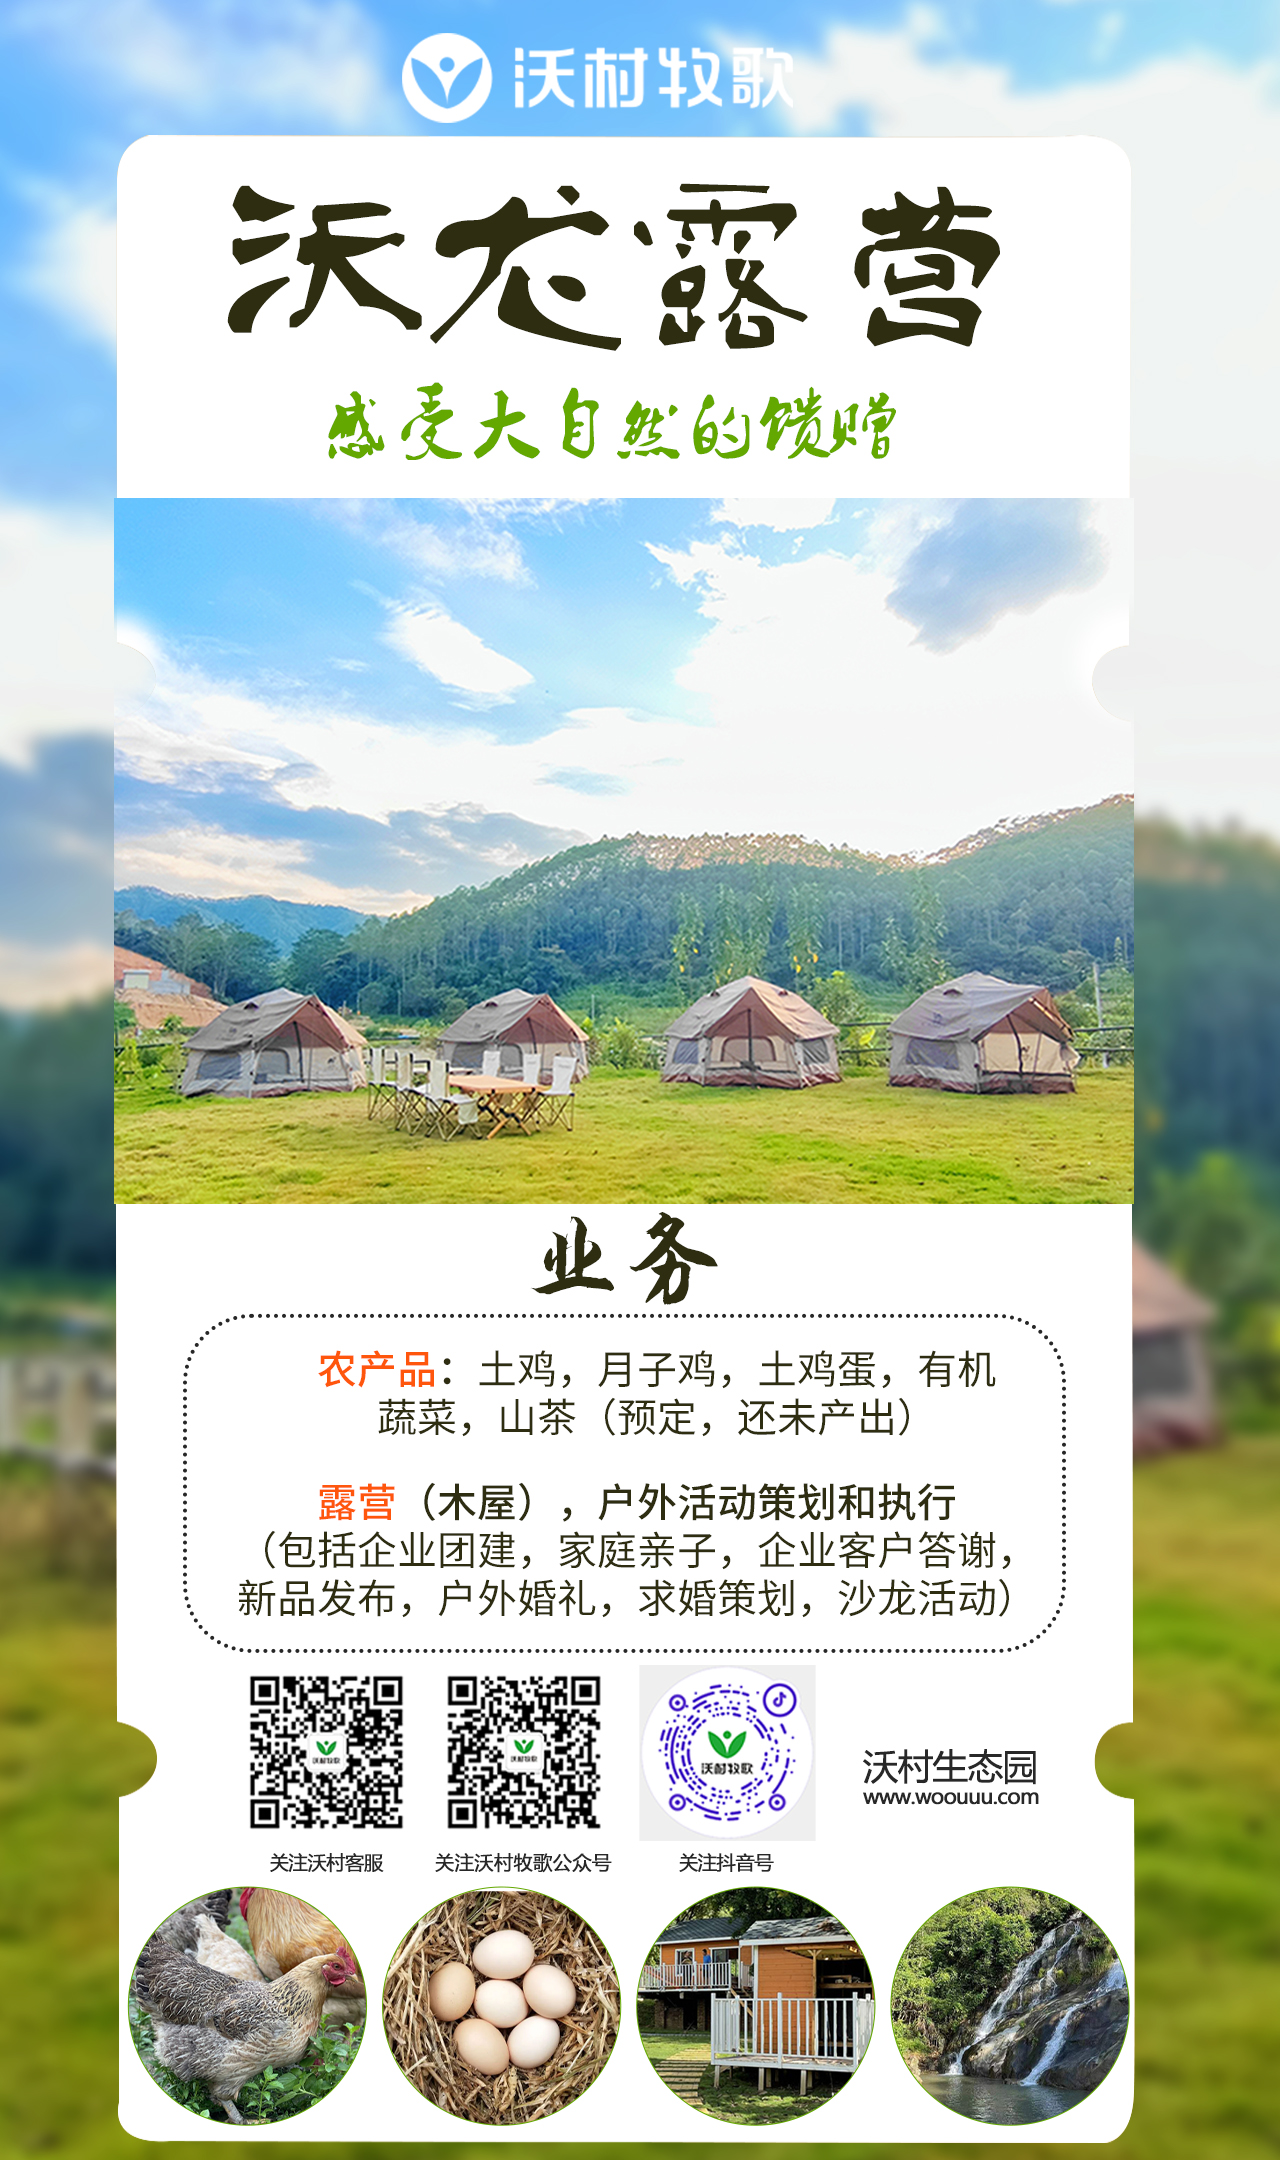 沃村牧歌
沃龙露营
感受大自然的馈赠
业务
农产品：土鸡，月子鸡，土鸡蛋，有机
蔬菜，山茶（预定，还未产出）
露营（木屋），户外活动策划和执行
（包括企业团建，家庭亲子，企业客户答谢，
新品发布，户外婚礼，求婚策划，沙龙活动）
沃村牧歌
沃村牧歌
沃村牧歌
沃村生态园
www.woouuu.com
关注沃村客服
关注沃村牧歌公众号
关注抖音号